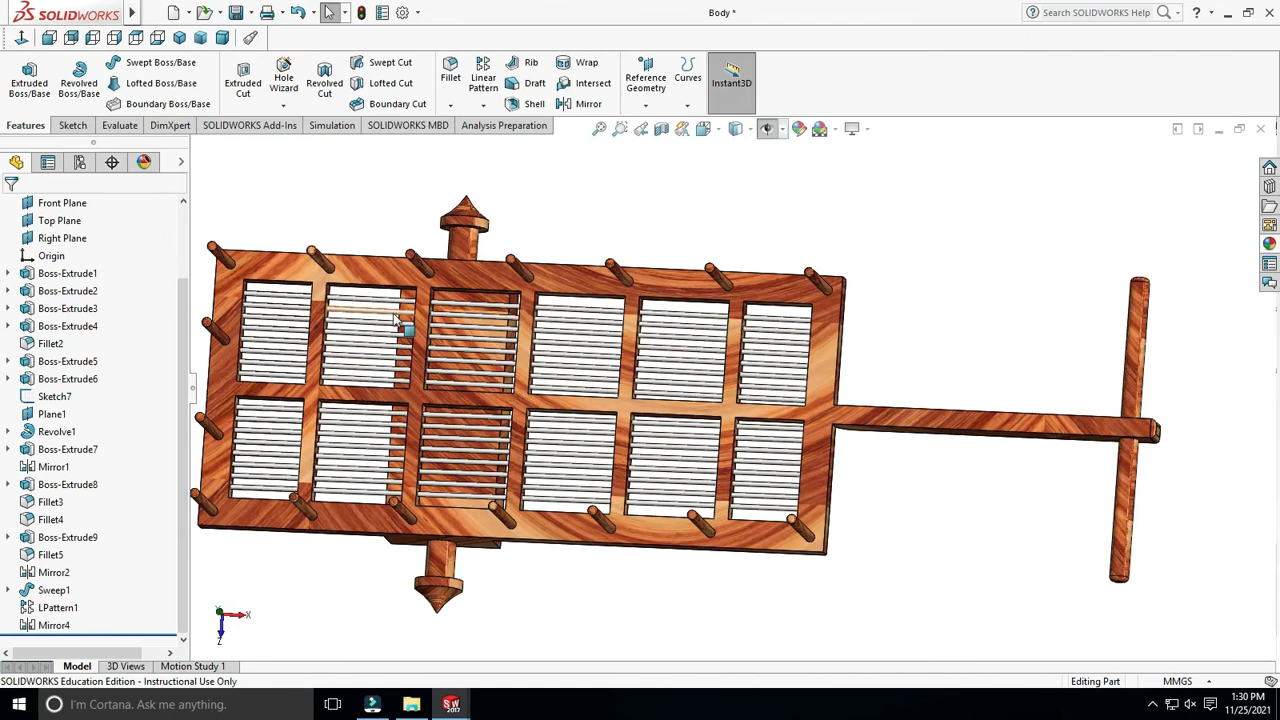 SOLIDWORKS
Body *
Search SOLIDWORKS Help
Extruded Boss/Base
Revolved Boss/Base
Swept Boss/Base
Lofted Boss/Base
Boundary Boss/Base
Extruded Cut
Hole Wizard
Revolved Cut
Swept Cut
Lofted Cut
Boundary Cut
Fillet
Linear Pattern
Rib
Draft
Shell
Wrap
Intersect
Mirror
Reference Geometry
Curves
Instant3D
Features Sketch Evaluate DimXpert SOLIDWORKS Add-Ins Simulation SOLIDWORKS MBD Analysis Preparation
Front Plane
Top Plane
Right Plane
Origin
Boss-Extrude1
Boss-Extrude2
Boss-Extrude3
Boss-Extrude4
Fillet2
Boss-Extrude5
Boss-Extrude6
Sketch7
Plane1
Revolve1
Boss-Extrude7
Mirror1
Boss-Extrude8
Fillet3
Fillet4
Boss-Extrude9
Fillet5
Mirror2
Sweep1
LPattern1
Mirror4
Y X
Z
Model 3D Views Motion Study 1
SOLIDWORKS Education Edition - Instructional Use Only
Editing Part MMGS
I'm Cortana. Ask me anything.
SW
2017
1:30 PM
11/25/2021